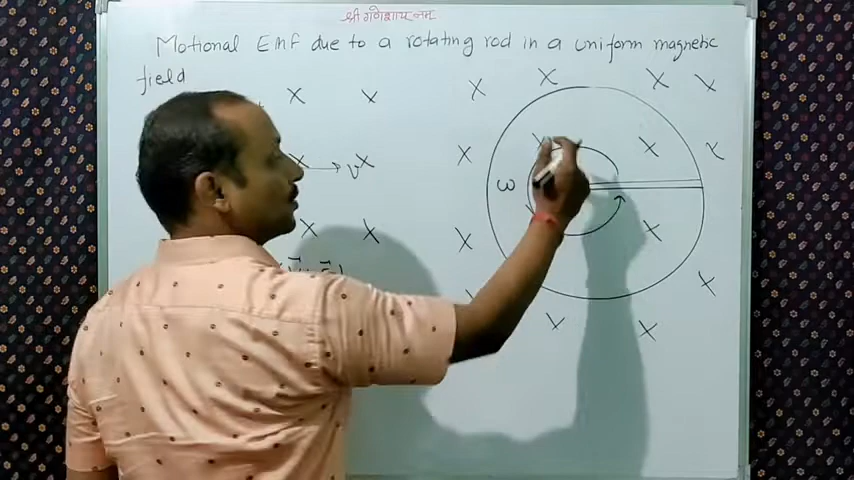 श्री गणेशाय नमः
Motional EMF due to a rotating rod in a uniform magnetic
field
v
ω